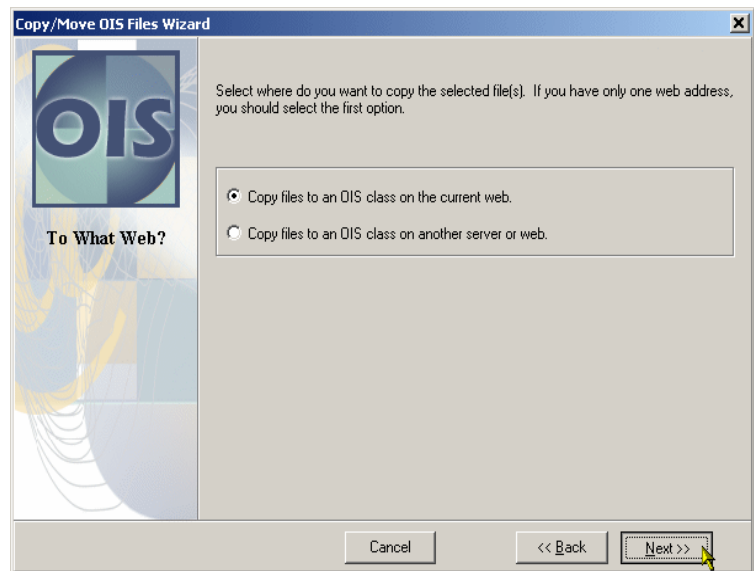 Copy/Move OIS Files Wizard
OIS
Select where do you want to copy the selected file(s). If you have only one web address,
you should select the first option.
Copy files to an OIS class on the current web.
To What Web?
Copy files to an OIS class on another server or web.
Cancel
<< Back
Next >>